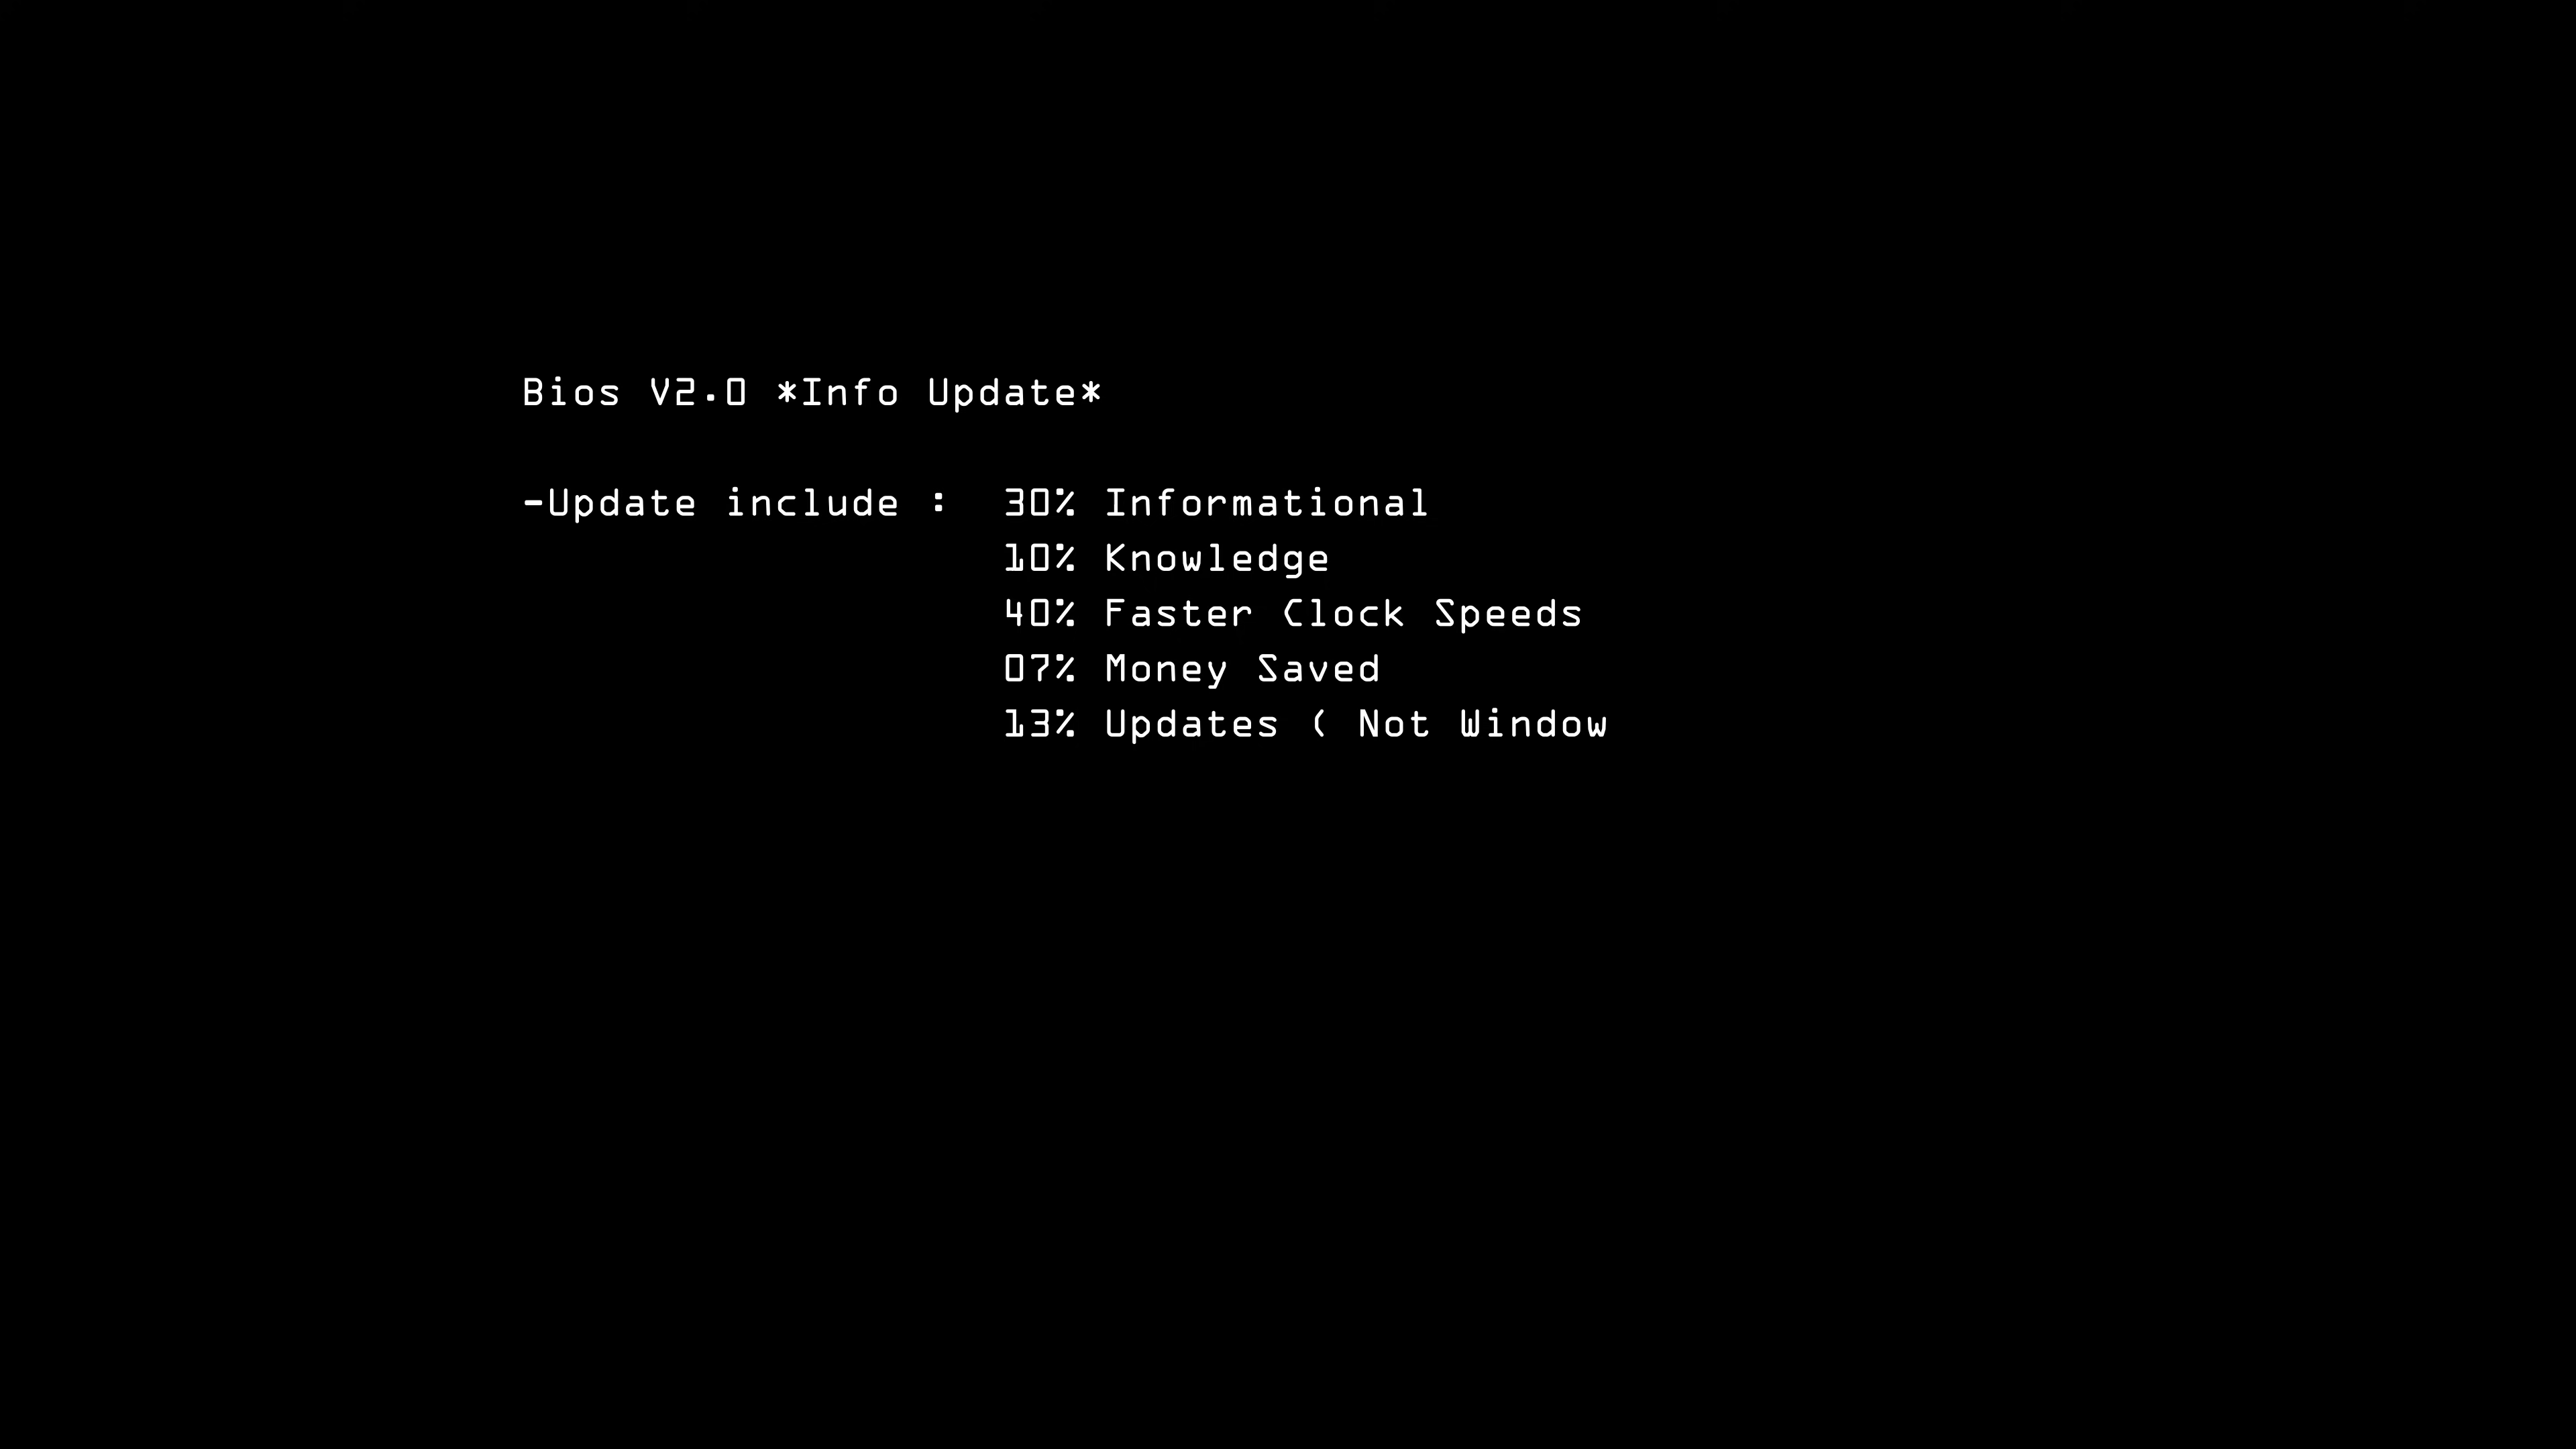 Bios V2.0 *Info Update*
-Update include : 30% Informational
10% Knowledge
40% Faster Clock Speeds
07% Money Saved
13% Updates ( Not Window